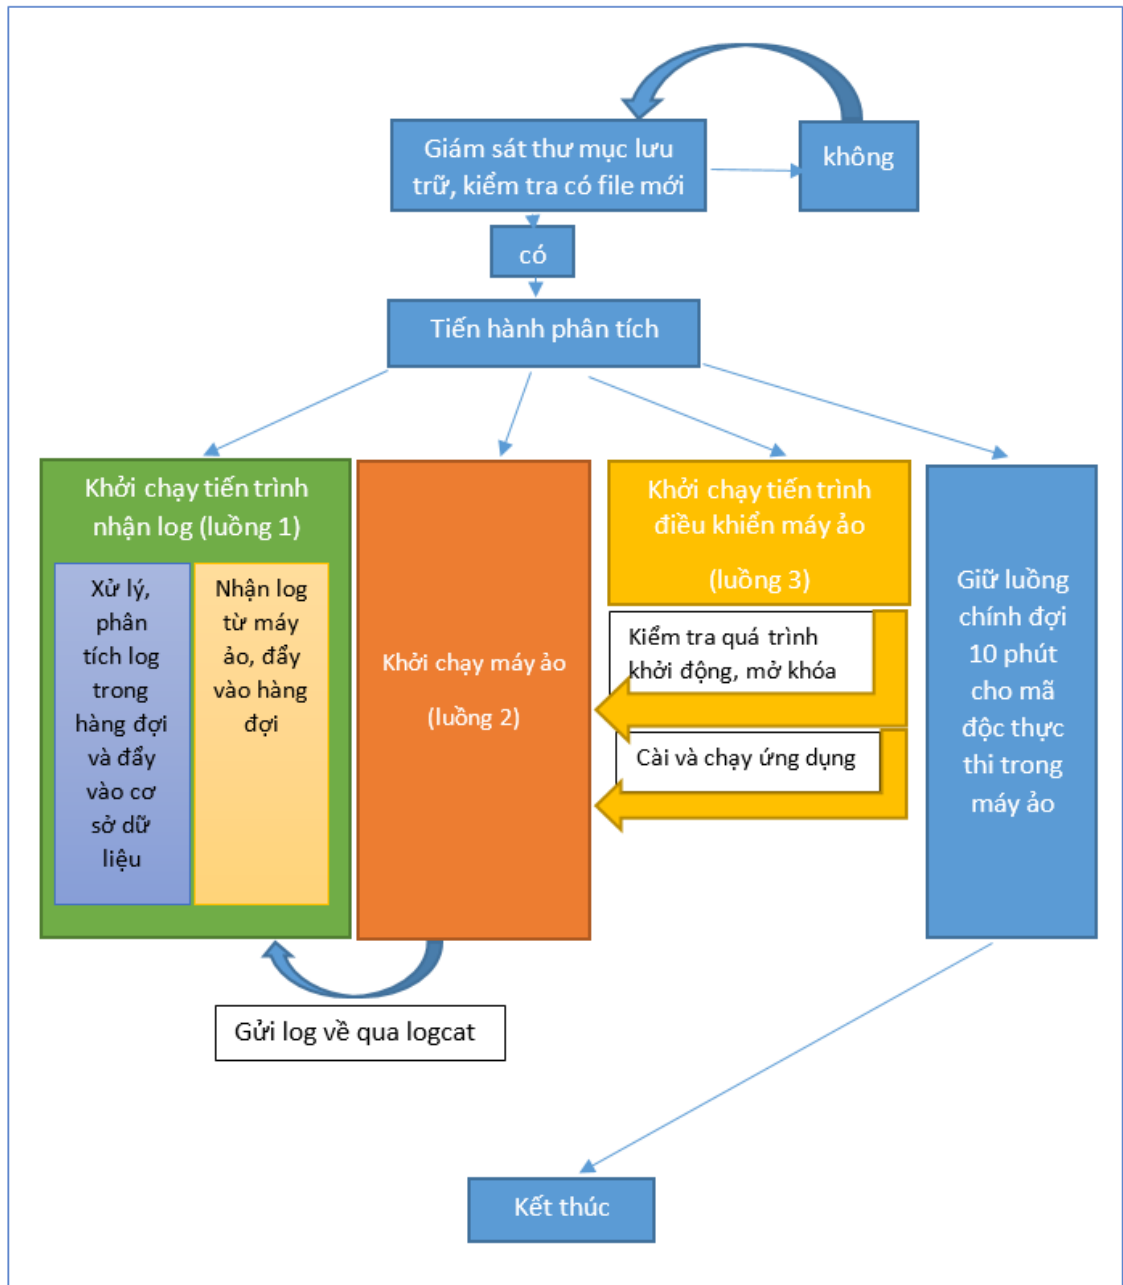 Giám sát thư mục lưu
trữ, kiểm tra có file mới
không
có
Tiến hành phân tích
Khởi chạy tiến trình
nhận log (luồng 1)
Xử lý,
phân
tích log
trong
hàng đợi
và đẩy
vào cơ
sở dữ
liệu
Nhận log
từ máy
ảo, đẩy
vào hàng
đợi
Khởi chạy máy ảo
(luồng 2)
Khởi chạy tiến trình
điều khiển máy ảo
(luồng 3)
Kiểm tra quá trình
khởi động, mở khóa
Cài và chạy ứng dụng
Giữ luồng
chính đợi
10 phút
cho mã
độc thực
thi trong
máy ảo
Gửi log về qua logcat
Kết thúc